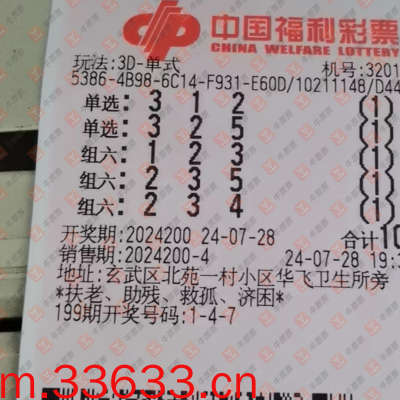 中国福利彩票
CHINA WELFARE LOTTERY
玩法:3D-单式 机号:3201
5386-4B98-6C14-F931-E60D/10211148/D44
单选: 3 1 2 (1)
单选: 3 2 5 (1)
组六: 1 2 3 (1)
组六: 2 3 5 (1)
组六: 2 3 4 (1)
开奖期:2024200 24-07-28 合计10
销售期:2024200-4 24-07-28 19:3
地址:玄武区北苑一村小区华飞卫生所旁
*扶老、助残、救孤、济困*
199期开奖号码:1-4-7
m.33633.cn